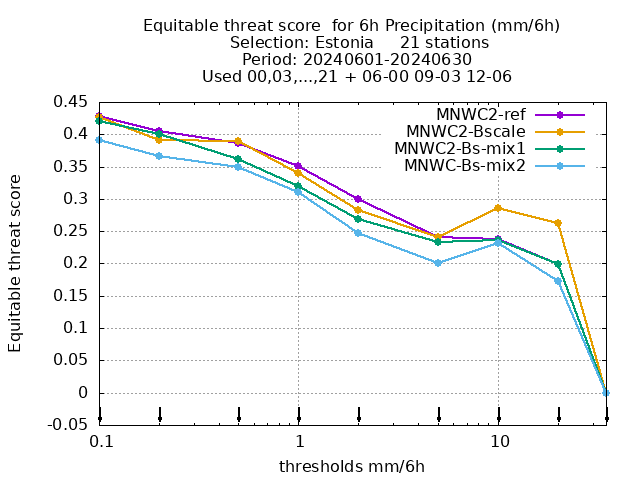 Equitable threat score  for 6h Precipitation (mm/6h)
Selection: Estonia     21 stations
Period: 20240601-20240630
Used 00,03,...,21 + 06-00 09-03 12-06
MNWC2-ref
MNWC2-Bscale
MNWC2-Bs-mix1
MNWC-Bs-mix2
Equitable threat score
0.45
0.4
0.35
0.3
0.25
0.2
0.15
0.1
0.05
0
-0.05
0.1
1
10
thresholds mm/6h